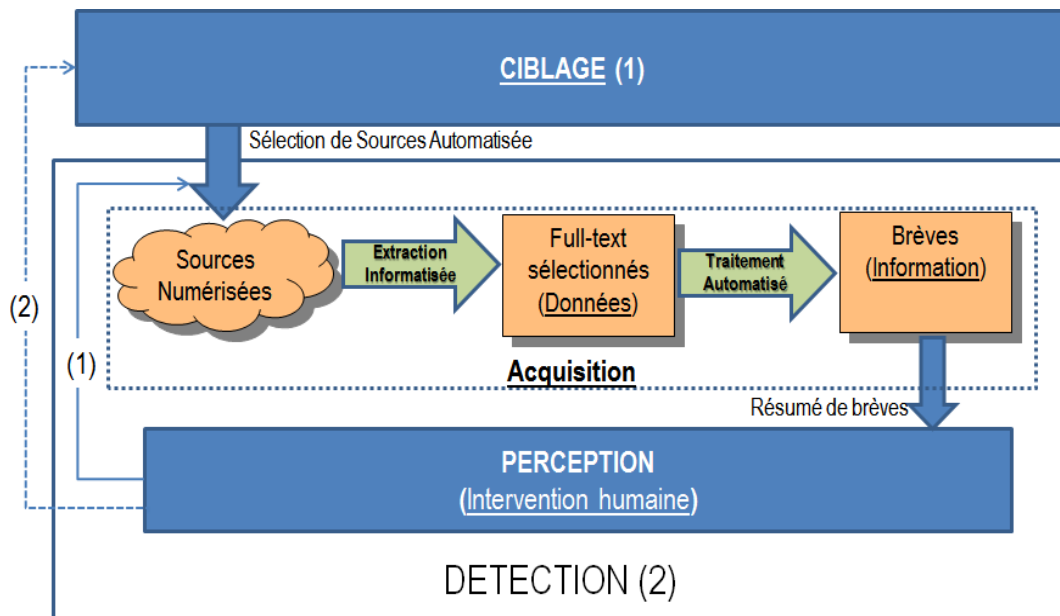 CIBLAGE (1)
Sélection de Sources Automatisée
Sources
Numérisées
Extraction
Informatisée
Full-text
sélectionnés
(Données)
Traitement
Automatisé
Brèves
(Information)
Acquisition
(2)
(1)
Résumé de brèves
PERCEPTION
(Intervention humaine)
DETECTION (2)